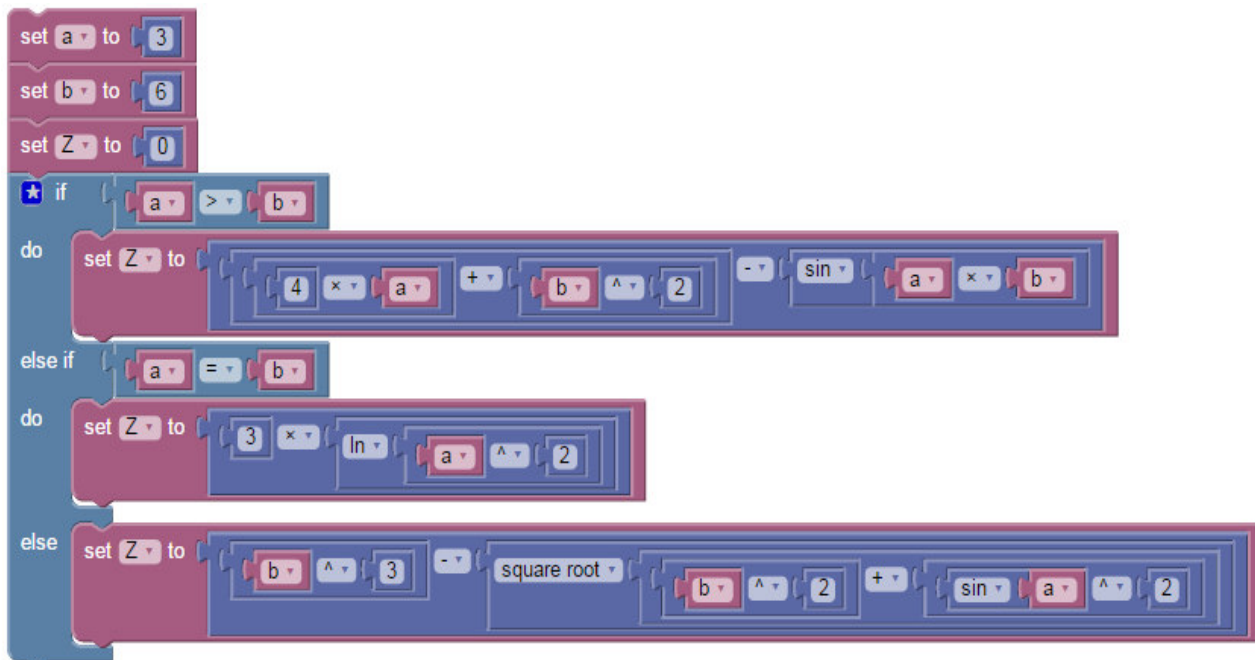 set a to 3
set b to 6
set Z to 0
if a > b
do set Z to 4 × a + b ^ 2 - sin a × b
else if a = b
do set Z to 3 × ln a ^ 2
else set Z to b ^ 3 - square root b ^ 2 + sin a ^ 2